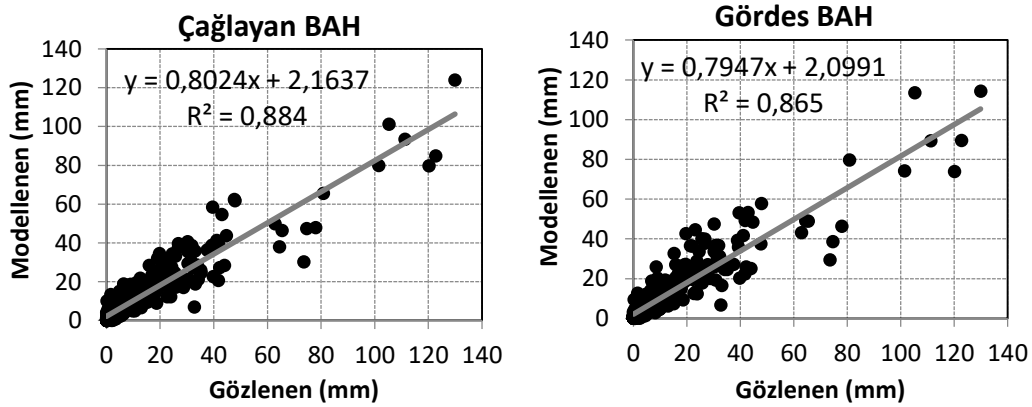 Çağlayan BAH
y = 0,8024x + 2,1637
R² = 0,884
Modellenen (mm)
140
120
100
80
60
40
20
0
0 20 40 60 80 100 120 140
Gözlenen (mm)
Gördes BAH
y = 0,7947x + 2,0991
R² = 0,865
Modellenen (mm)
140
120
100
80
60
40
20
0
0 20 40 60 80 100 120 140
Gözlenen (mm)